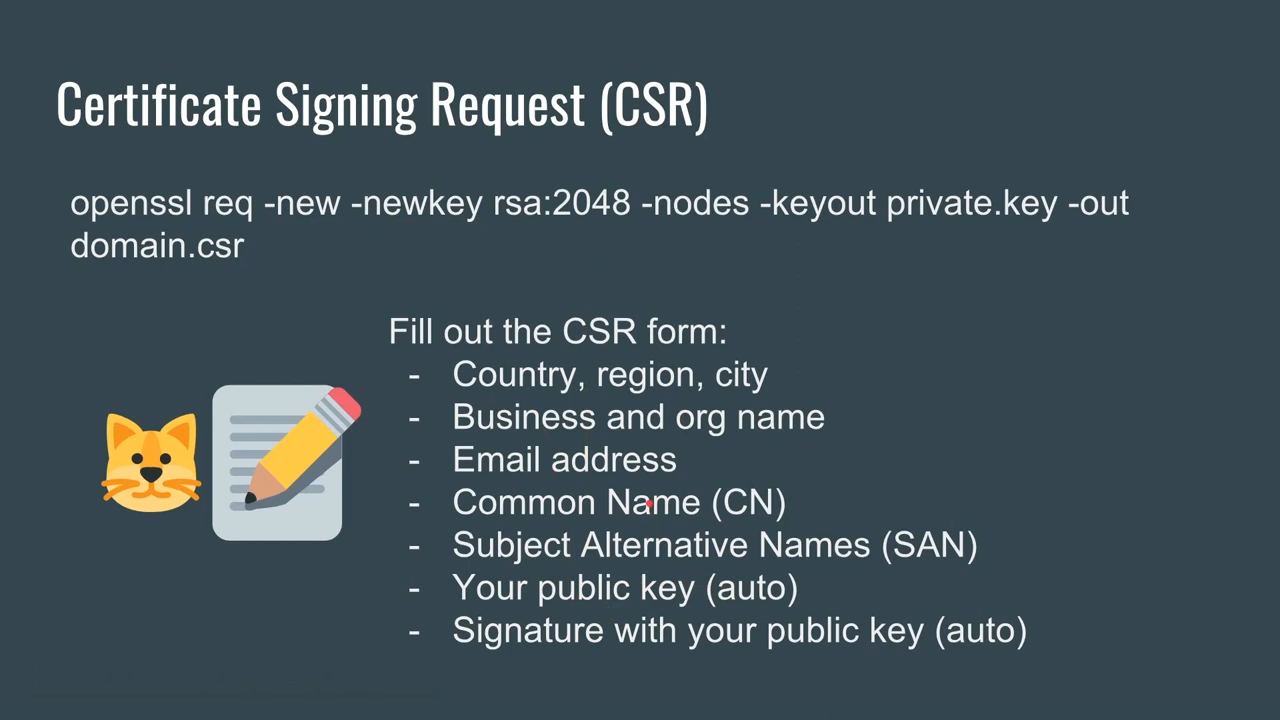 Certificate Signing Request (CSR)
openssl req -new -newkey rsa:2048 -nodes -keyout private.key -out
domain.csr
Fill out the CSR form:
- Country, region, city
- Business and org name
- Email address
- Common Name (CN)
- Subject Alternative Names (SAN)
- Your public key (auto)
- Signature with your public key (auto)